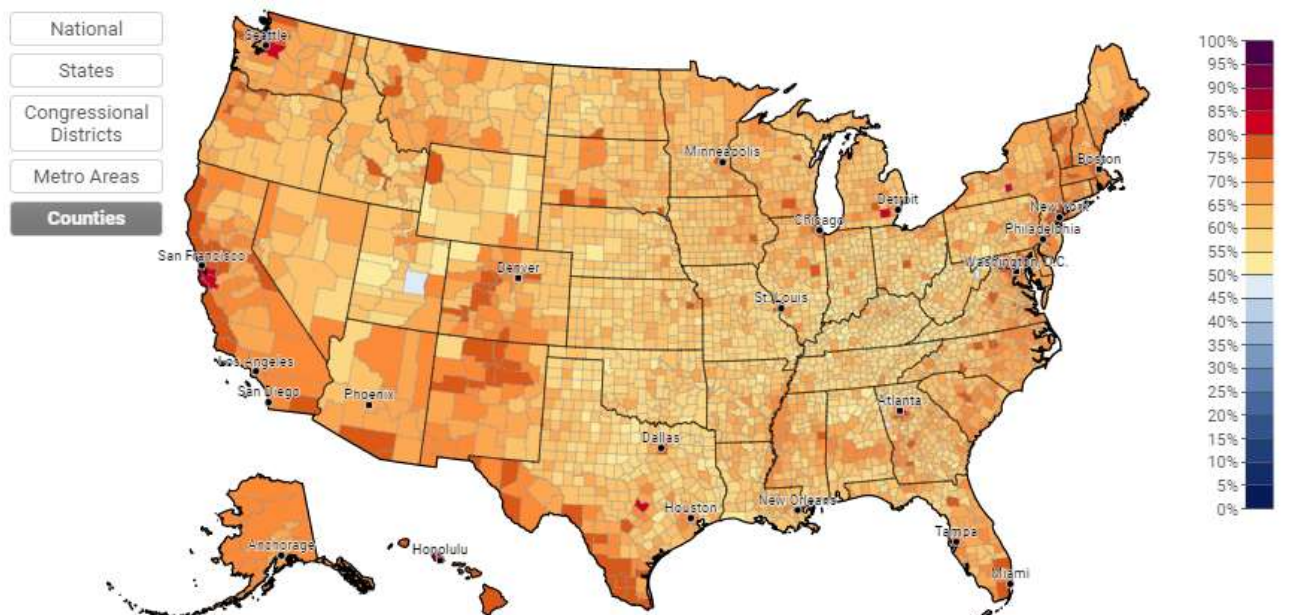 National
States
Congressional
Districts
Metro Areas
Counties
Seattle
Minneapolis
Boston
Detroit
Chicago
New York
Philadelphia
San Francisco
Denver
Washington, D.C.
St. Louis
Los Angeles
San Diego
Phoenix
Atlanta
Dallas
Houston
New Orleans
Tampa
Anchorage
Honolulu
Miami
100%
95%
90%
85%
80%
75%
70%
65%
60%
55%
50%
45%
40%
35%
30%
25%
20%
15%
10%
5%
0%